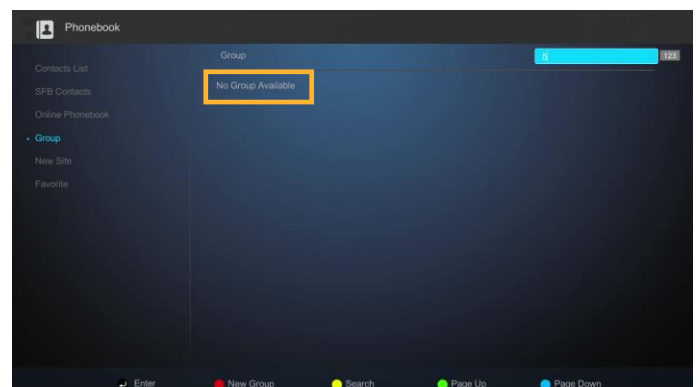 Phonebook
Group
5
123
Contacts List
No Group Available
SFB Contacts
Online Phonebook
Group
New Site
Favorite
Enter
New Group
Search
Page Up
Page Down